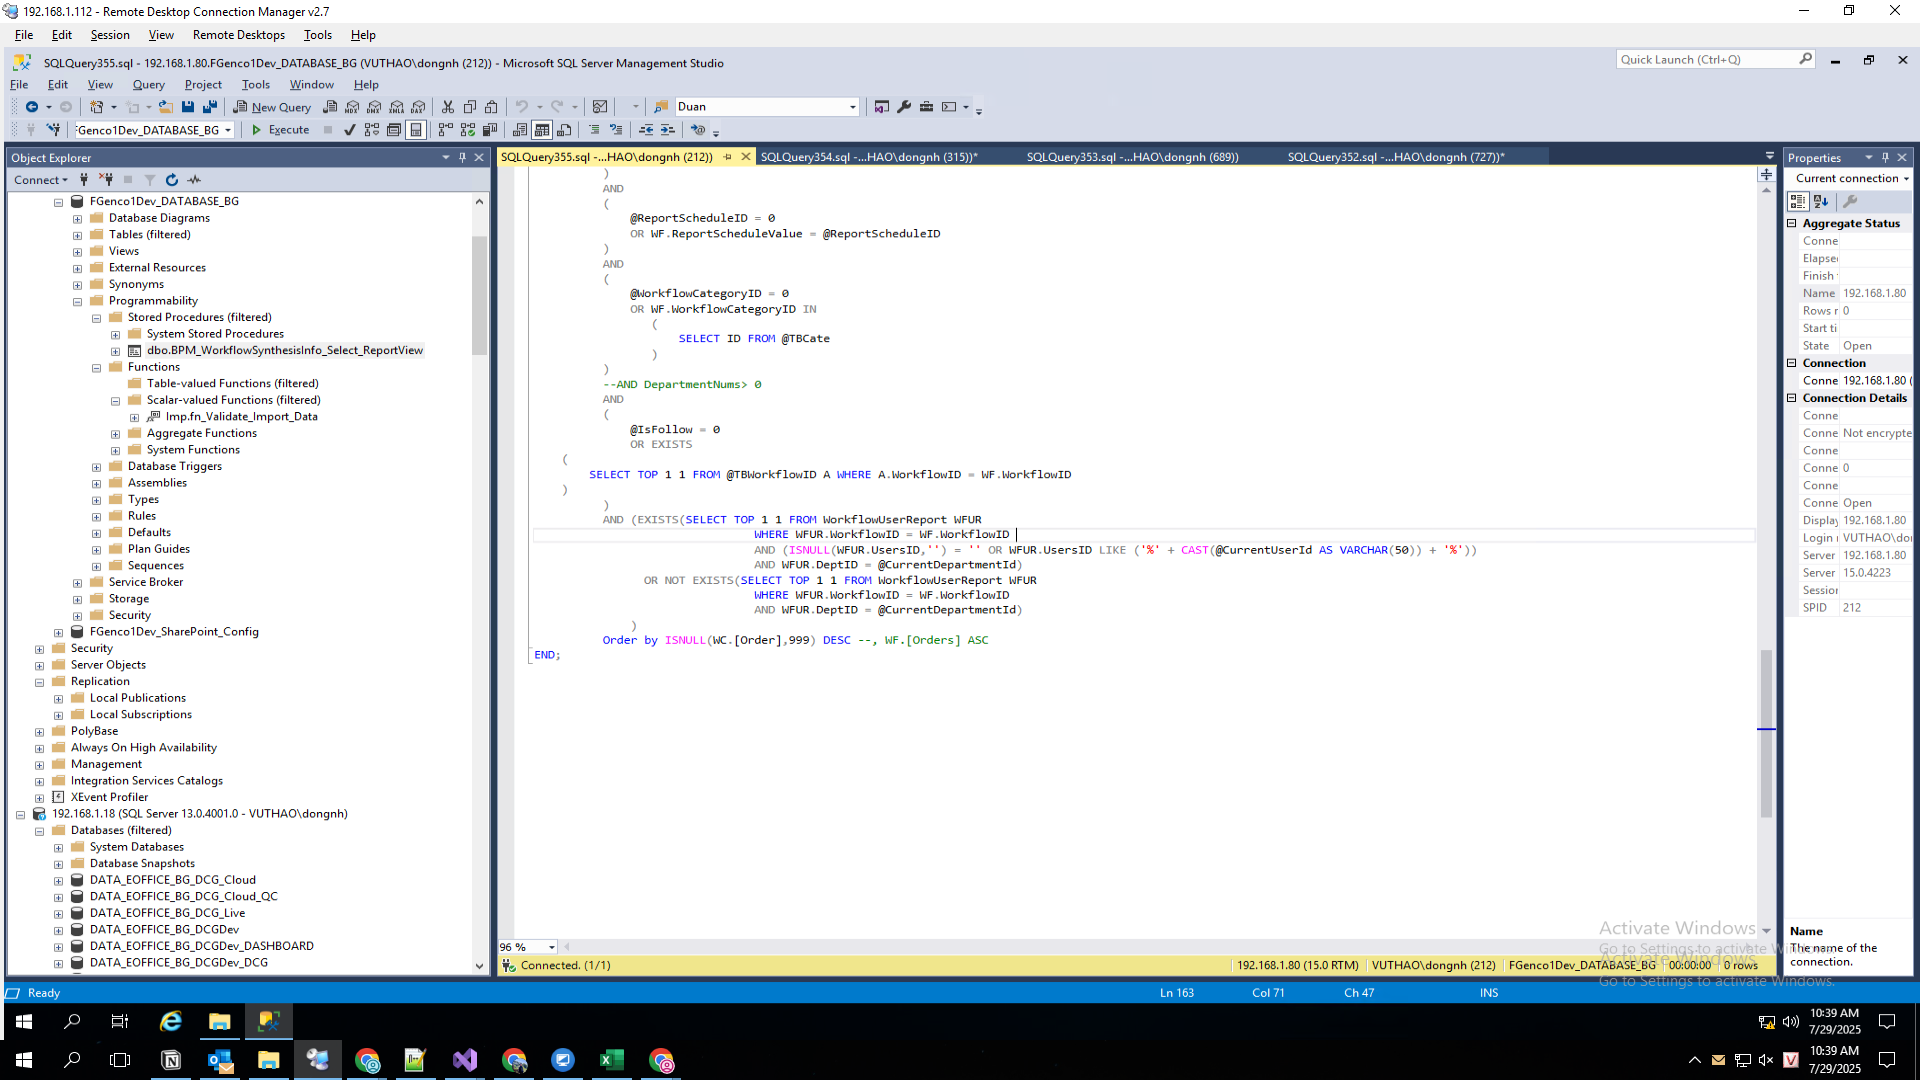 192.168.1.112 - Remote Desktop Connection Manager v2.7
File Edit Session View Remote Desktops Tools Help
SQLQuery355.sql - 192.168.1.80.FGenco1Dev_DATABASE_BG (VUTHAO\dongnh (212)) - Microsoft SQL Server Management Studio
Quick Launch (Ctrl+Q)
File Edit View Query Project Tools Window Help
New Query
Duan
Genco1Dev_DATABASE_BG
Execute
Object Explorer
Connect
FGenco1Dev_DATABASE_BG
Database Diagrams
Tables (filtered)
Views
External Resources
Synonyms
Programmability
Stored Procedures (filtered)
System Stored Procedures
dbo.BPM_WorkflowSynthesisInfo_Select_ReportView
Functions
Table-valued Functions (filtered)
Scalar-valued Functions (filtered)
Imp.fn_Validate_Import_Data
Aggregate Functions
System Functions
Database Triggers
Assemblies
Types
Rules
Defaults
Plan Guides
Sequences
Service Broker
Storage
Security
FGenco1Dev_SharePoint_Config
Security
Server Objects
Replication
Local Publications
Local Subscriptions
PolyBase
Always On High Availability
Management
Integration Services Catalogs
XEvent Profiler
192.168.1.18 (SQL Server 13.0.4001.0 - VUTHAO\dongnh)
Databases (filtered)
System Databases
Database Snapshots
DATA_EOFFICE_BG_DCG_Cloud
DATA_EOFFICE_BG_DCG_Cloud_QC
DATA_EOFFICE_BG_DCG_Live
DATA_EOFFICE_BG_DCGDev
DATA_EOFFICE_BG_DCGDev_DASHBOARD
DATA_EOFFICE_BG_DCGDev_DCG
SQLQuery355.sql -...HAO\dongnh (212))
SQLQuery354.sql -...HAO\dongnh (315))*
SQLQuery353.sql -...HAO\dongnh (689))
SQLQuery352.sql -...HAO\dongnh (727))*
)
AND
(
@ReportScheduleID = 0
OR WF.ReportScheduleValue = @ReportScheduleID
)
AND
(
@WorkflowCategoryID = 0
OR WF.WorkflowCategoryID IN
(
SELECT ID FROM @TBCate
)
)
--AND DepartmentNums> 0
AND
(
@IsFollow = 0
OR EXISTS
(
SELECT TOP 1 1 FROM @TBWorkflowID A WHERE A.WorkflowID = WF.WorkflowID
)
)
AND (EXISTS(SELECT TOP 1 1 FROM WorkflowUserReport WFUR
WHERE WFUR.WorkflowID = WF.WorkflowID
AND (ISNULL(WFUR.UsersID,'') = '' OR WFUR.UsersID LIKE ('%' + CAST(@CurrentUserId AS VARCHAR(50)) + '%'))
AND WFUR.DeptID = @CurrentDepartmentId)
OR NOT EXISTS(SELECT TOP 1 1 FROM WorkflowUserReport WFUR
WHERE WFUR.WorkflowID = WF.WorkflowID
AND WFUR.DeptID = @CurrentDepartmentId)
)
Order by ISNULL(WC.[Order],999) DESC --, WF.[Orders] ASC
END;
96 %
Connected. (1/1)
192.168.1.80 (15.0 RTM)
VUTHAO\dongnh (212)
FGenco1Dev_DATABASE_BG
00:00:00
0 rows
Properties
Current connection
Aggregate Status
Conne
Elapse
Finish
Name 192.168.1.80
Rows r 0
Start ti
State Open
Connection
Conne 192.168.1.80 (
Connection Details
Conne
Conne Not encrypte
Conne
Conne 0
Conne
Conne Open
Display 192.168.1.80
Login VUTHAO\do
Server 192.168.1.80
Server 15.0.4223
Session
SPID 212
Name
The name of the
connection.
Activate Windows
Go to Settings to activate Windows.
Activate Windows
Go to Settings to activate Windows.
Ready
Ln 163
Col 71
Ch 47
INS
10:39 AM
7/29/2025
10:39 AM
7/29/2025